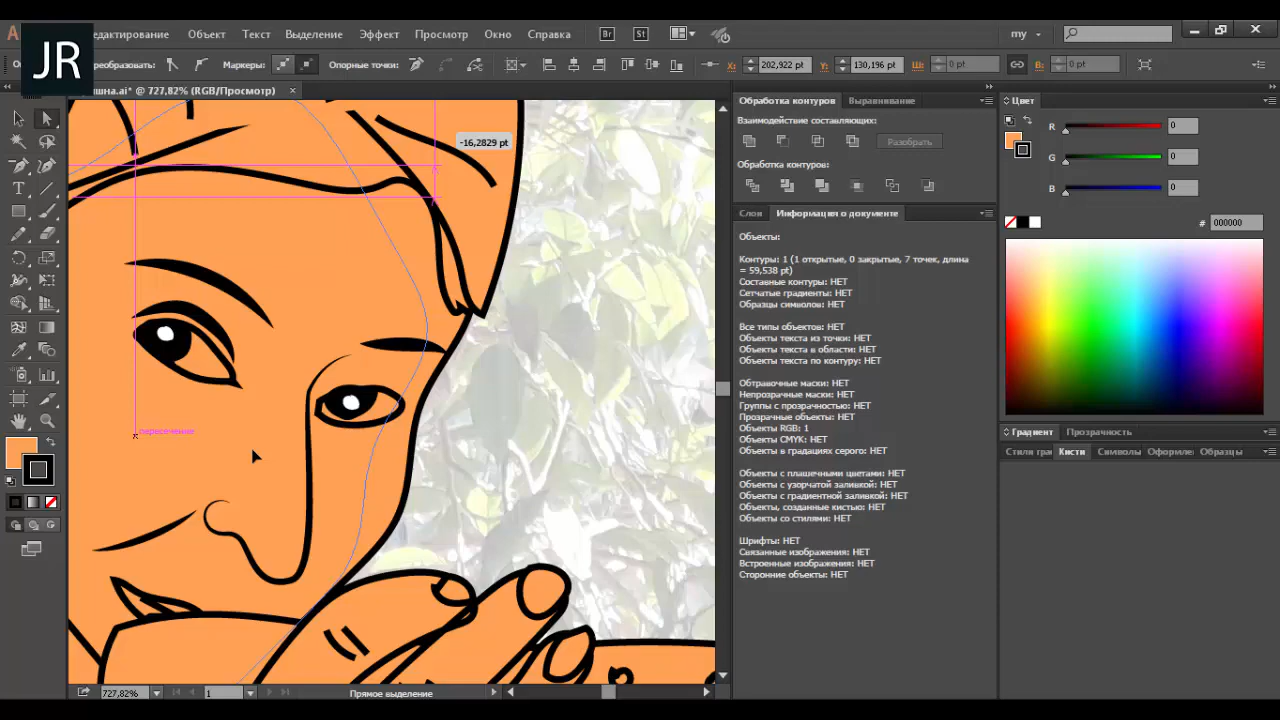 JR
едактирование Объект Текст Выделение Эффект Просмотр Окно Справка Br St my
реобразовать: Маркеры: Опорные точки: X: 202,922 pt Y: 130,196 pt Ш: 0 pt В: 0 pt
шна.ai* @ 727,82% (RGB/Просмотр) ×
-16,2829 pt
пересечение
727,82% 1 Прямое выделение
Обработка контуров Выравнивание
Взаимодействие составляющих:
Разобрать
Обработка контуров:
Слои Информация о документе
Объекты:
Контуры: 1 (1 открытые, 0 закрытые, 7 точек, длина
= 59,538 pt)
Составные контуры: НЕТ
Сетчатые градиенты: НЕТ
Образцы символов: НЕТ
Все типы объектов: НЕТ
Объекты текста из точки: НЕТ
Объекты текста в области: НЕТ
Объекты текста по контуру: НЕТ
Обтравочные маски: НЕТ
Непрозрачные маски: НЕТ
Группы с прозрачностью: НЕТ
Прозрачные объекты: НЕТ
Объекты RGB: 1
Объекты CMYK: НЕТ
Объекты в градациях серого: НЕТ
Объекты с плашечными цветами: НЕТ
Объекты с узорчатой заливкой: НЕТ
Объекты с градиентной заливкой: НЕТ
Объекты, созданные кистью: НЕТ
Объекты со стилями: НЕТ
Шрифты: НЕТ
Связанные изображения: НЕТ
Встроенные изображения: НЕТ
Сторонние объекты: НЕТ
Цвет
R 0
G 0
B 0
# 000000
Градиент Прозрачность
Стили гра Кисти Символы Оформле Образцы